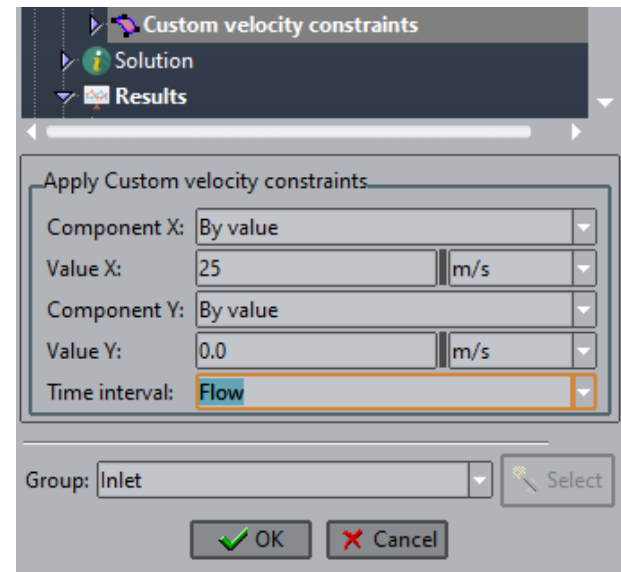 Custom velocity constraints
Solution
Results
Apply Custom velocity constraints
Component X: By value
Value X: 25 m/s
Component Y: By value
Value Y: 0.0 m/s
Time interval: Flow
Group: Inlet Select
OK Cancel